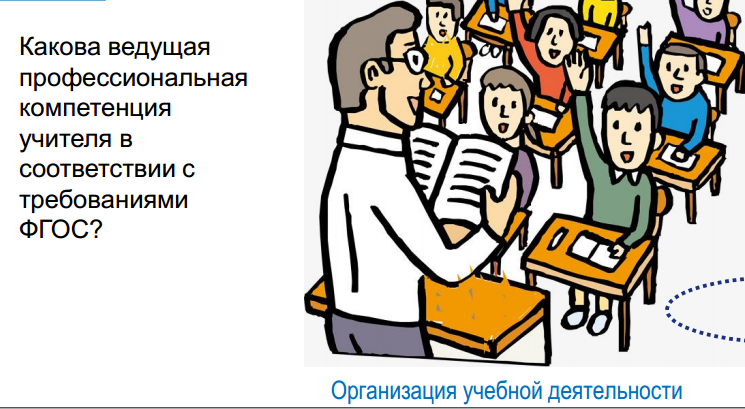 Какова ведущая
профессиональная
компетенция
учителя в
соответствии с
требованиями
ФГОС?
Организация учебной деятельности